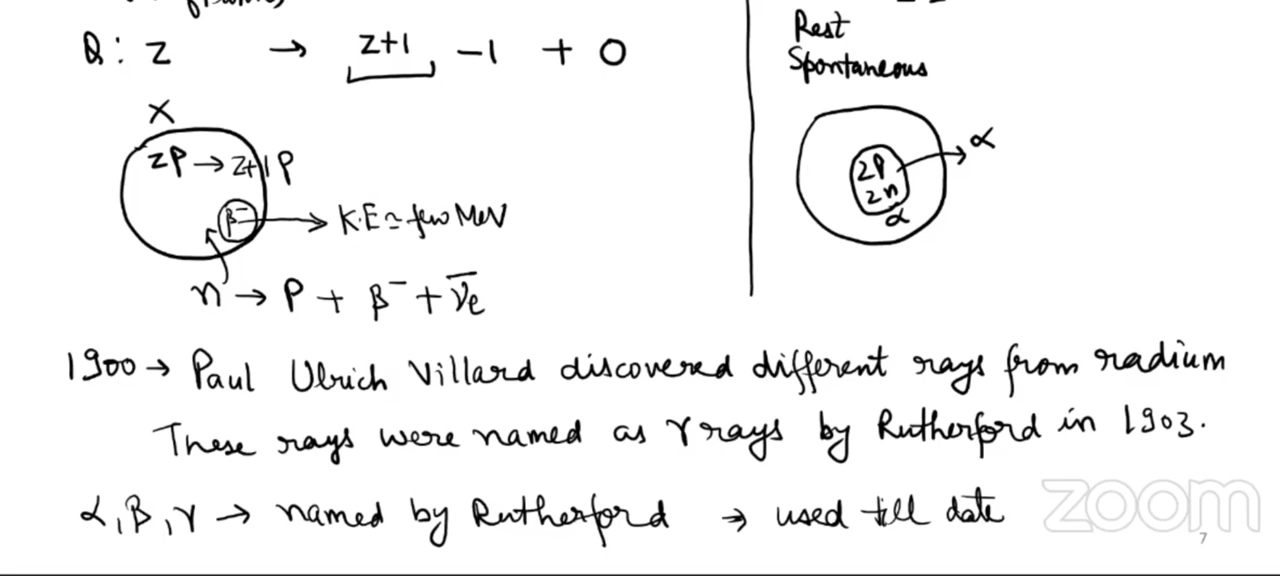 Q: Z → Z+1 -1 + 0
X
ZP → Z+1 P
β⁻ → K.E ≃ few MeV
n → P + β⁻ + ν̄e
Rest
Spontaneous
2P
2n
α
α
1900 → Paul Ulrich Villard discovered different rays from radium
These rays were named as γ rays by Rutherford in 1903.
α, β, γ → named by Rutherford → used till date
zoom
7